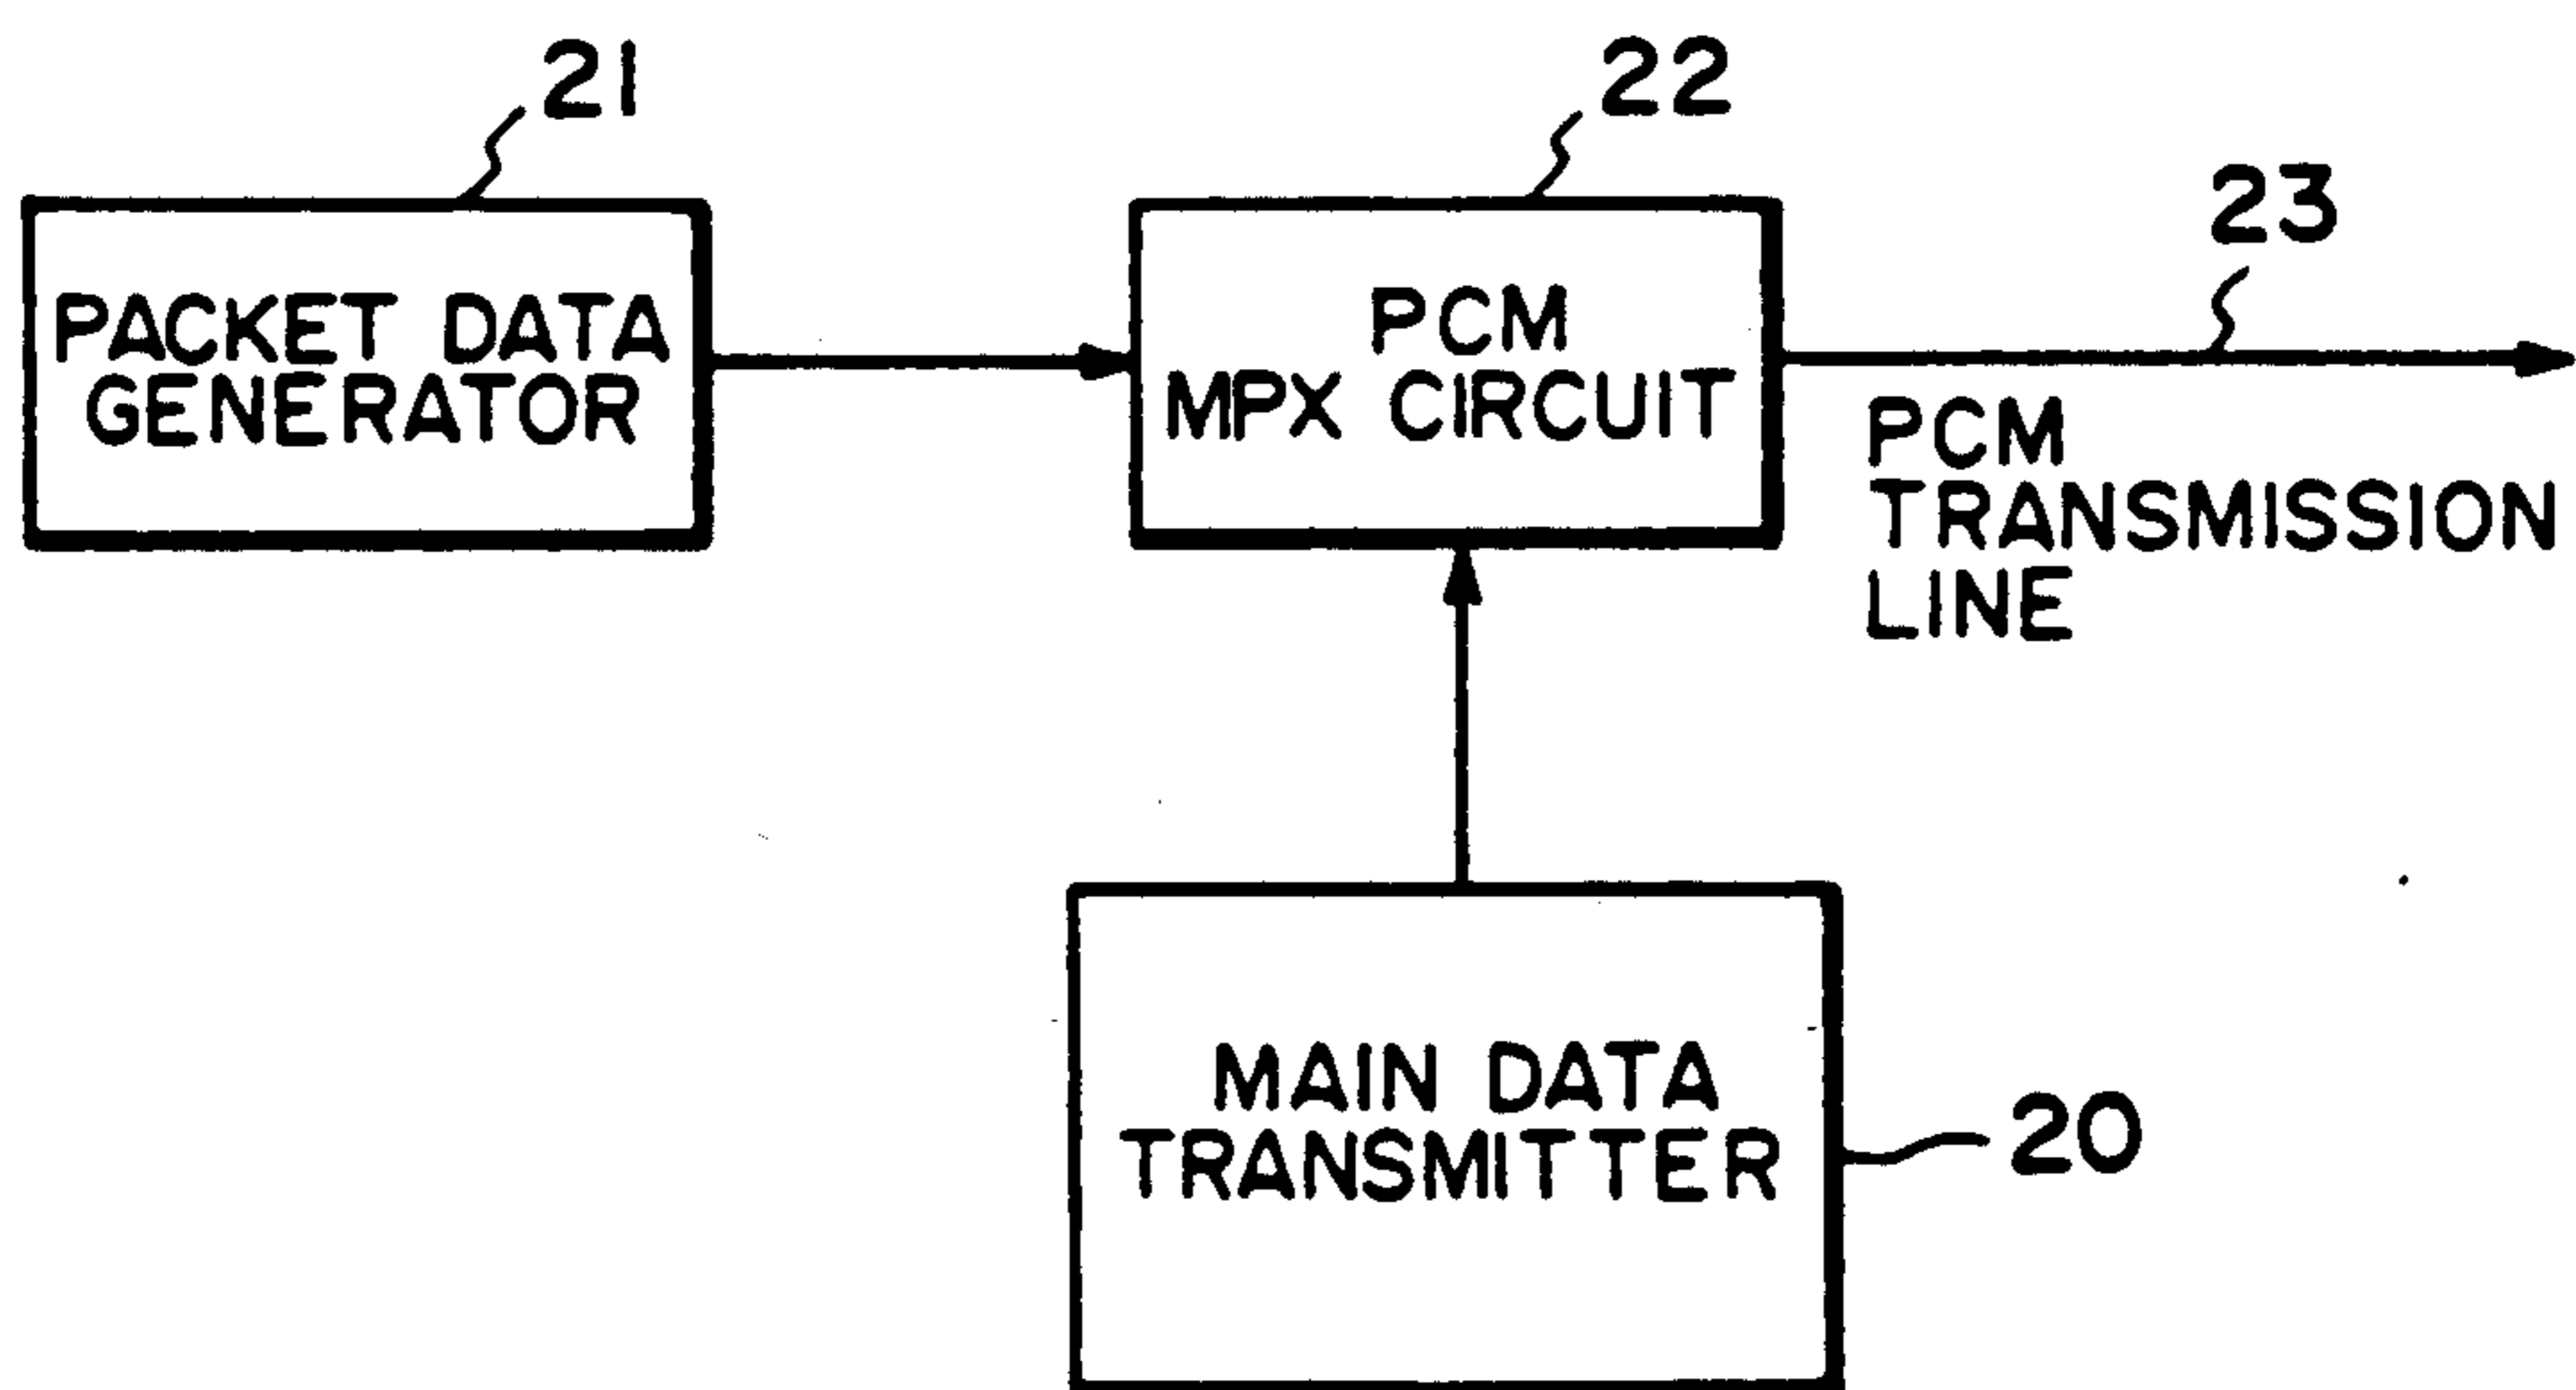 21
22
23
PACKET DATA
GENERATOR
PCM
MPX CIRCUIT
PCM
TRANSMISSION
LINE
MAIN DATA
TRANSMITTER
20